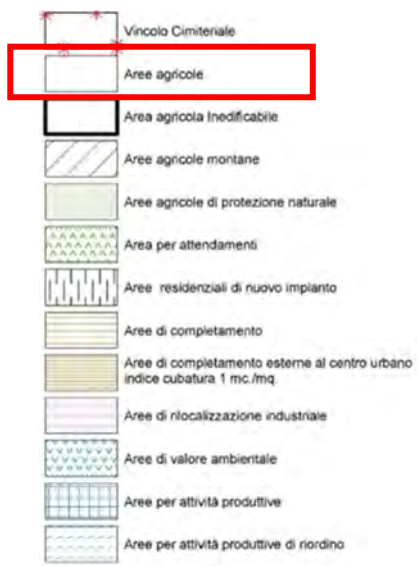 Vincolo Cimiteriale
Aree agricole
Area agricola Inedificabile
Aree agricole montane
Aree agricole di protezione naturale
Area per attendamenti
Aree residenziali di nuovo impianto
Aree di completamento
Aree di completamento esterne al centro urbano
indice cubatura 1 mc./mq.
Aree di rilocalizzazione industriale
Aree di valore ambientale
Aree per attività produttive
Aree per attività produttive di riordino